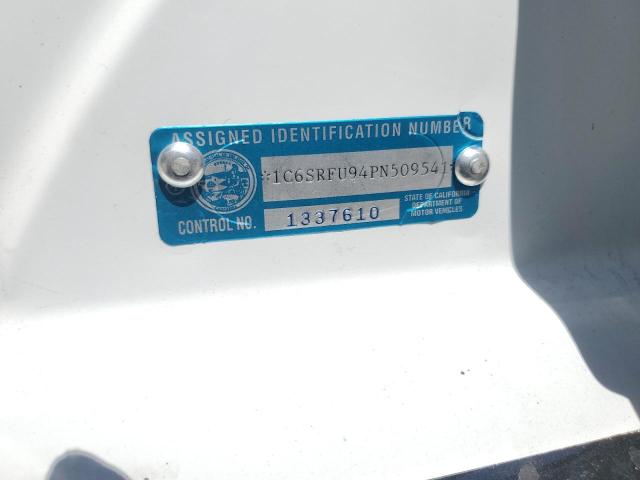 ASSIGNED IDENTIFICATION NUMBER
*1C6SRFU94PN509541*
CONTROL NO. 1337610
STATE OF CALIFORNIA
DEPARTMENT OF
MOTOR VEHICLES